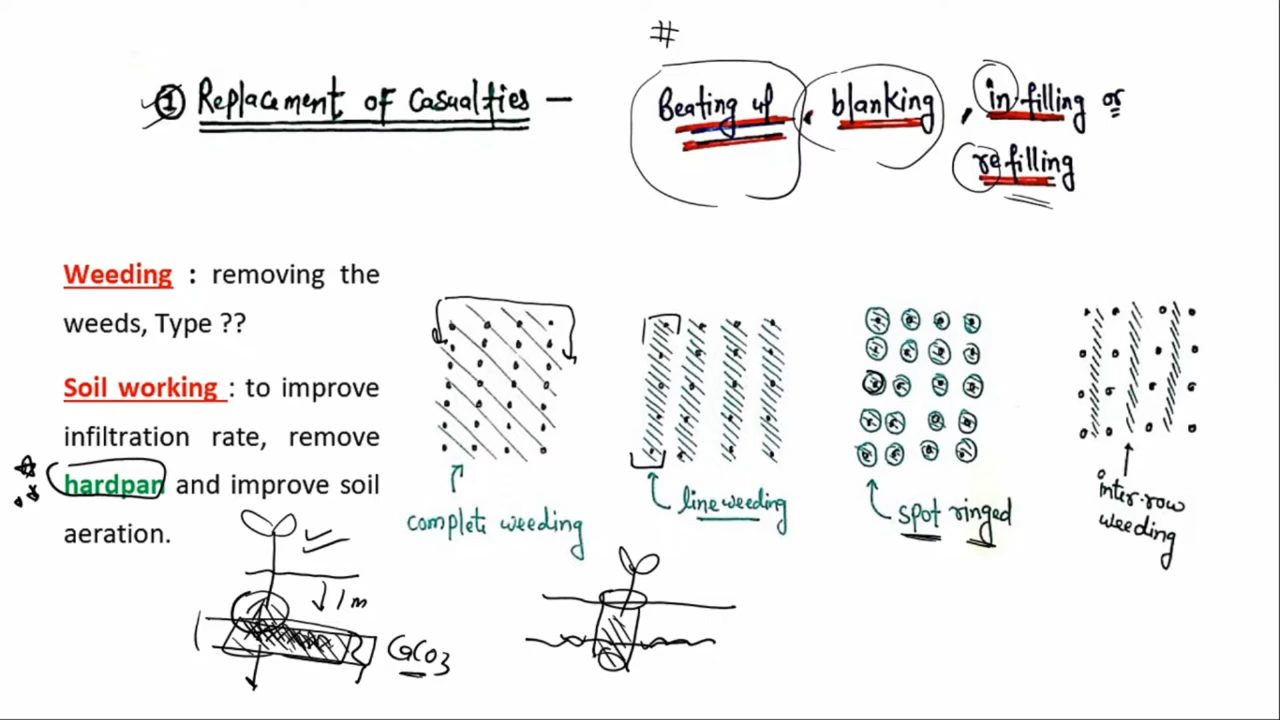 #
① Replacement of Casualties — Beating up, blanking, in filling or
refilling
Weeding : removing the
weeds, Type ??
Soil working : to improve
infiltration rate, remove
hardpan and improve soil
aeration.
complete weeding
line weeding
spot ringed
inter-row
weeding
1 m
CaCO3